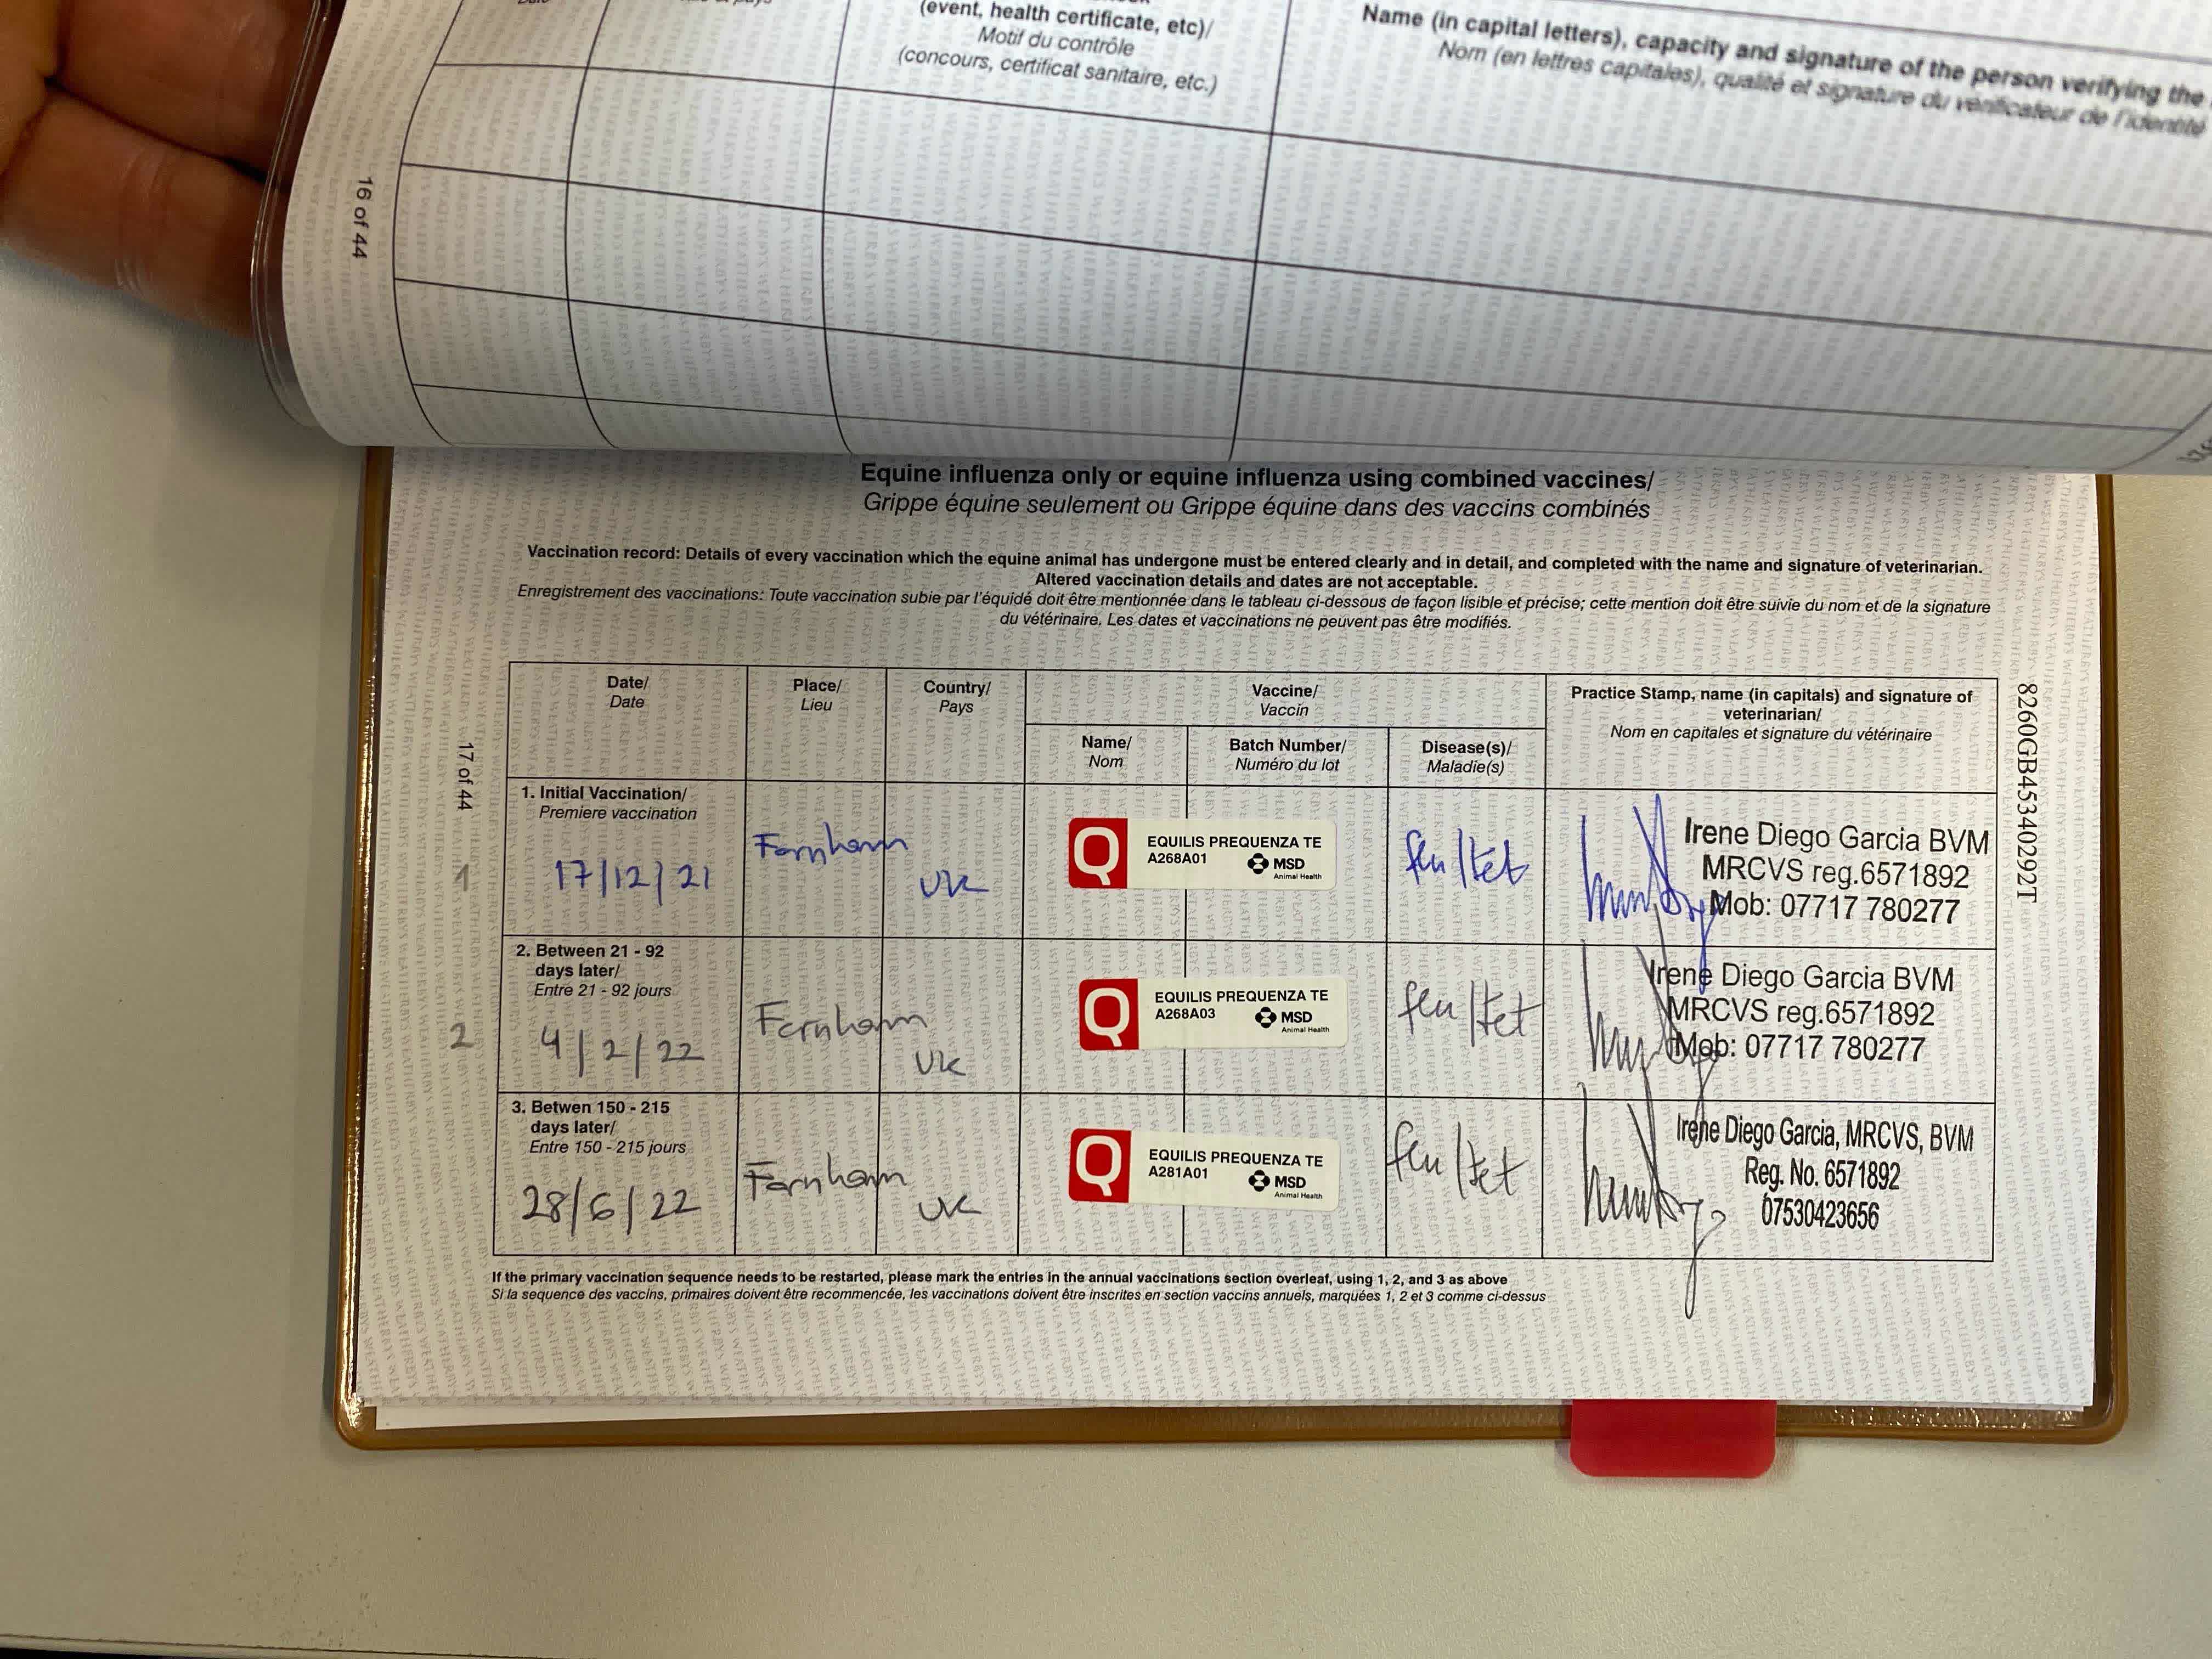 (event, health certificate, etc)/
Motif du contrôle
(concours, certificat sanitaire, etc.)
Name (in capital letters), capacity and signature of the person verifying the
Nom (en lettres capitales), qualité et signature du vérificateur de l'identité
16 of 44
Equine influenza only or equine influenza using combined vaccines/
Grippe équine seulement ou Grippe équine dans des vaccins combinés
Vaccination record: Details of every vaccination which the equine animal has undergone must be entered clearly and in detail, and completed with the name and signature of veterinarian.
Altered vaccination details and dates are not acceptable.
Enregistrement des vaccinations: Toute vaccination subie par l'équidé doit être mentionnée dans le tableau ci-dessous de façon lisible et précise; cette mention doit être suivie du nom et de la signature
du vétérinaire. Les dates et vaccinations ne peuvent pas être modifiés.
Date/
Date
Place/
Lieu
Country/
Pays
Vaccine/
Vaccin
Name/
Nom
Batch Number/
Numéro du lot
Disease(s)/
Maladie(s)
Practice Stamp, name (in capitals) and signature of
veterinarian/
Nom en capitales et signature du vétérinaire
8260GB45340292T
17 of 44
1
1. Initial Vaccination/
Premiere vaccination
17/12/21
Farnham
UK
Q
EQUILIS PREQUENZA TE
A268A01
MSD
Animal Health
flu/tet
Irene Diego Garcia BVM
MRCVS reg.6571892
Mob: 07717 780277
2
2. Between 21 - 92
days later/
Entre 21 - 92 jours
4/2/22
Farnham
UK
Q
EQUILIS PREQUENZA TE
A268A03
MSD
Animal Health
flu/tet
Irene Diego Garcia BVM
MRCVS reg.6571892
Mob: 07717 780277
3. Betwen 150 - 215
days later/
Entre 150 - 215 jours
28/6/22
Farnham
UK
Q
EQUILIS PREQUENZA TE
A281A01
MSD
Animal Health
flu/tet
Irene Diego Garcia, MRCVS, BVM
Reg. No. 6571892
07530423656
If the primary vaccination sequence needs to be restarted, please mark the entries in the annual vaccinations section overleaf, using 1, 2, and 3 as above
Si la sequence des vaccins, primaires doivent être recommencée, les vaccinations doivent être inscrites en section vaccins annuels, marquées 1, 2 et 3 comme ci-dessus